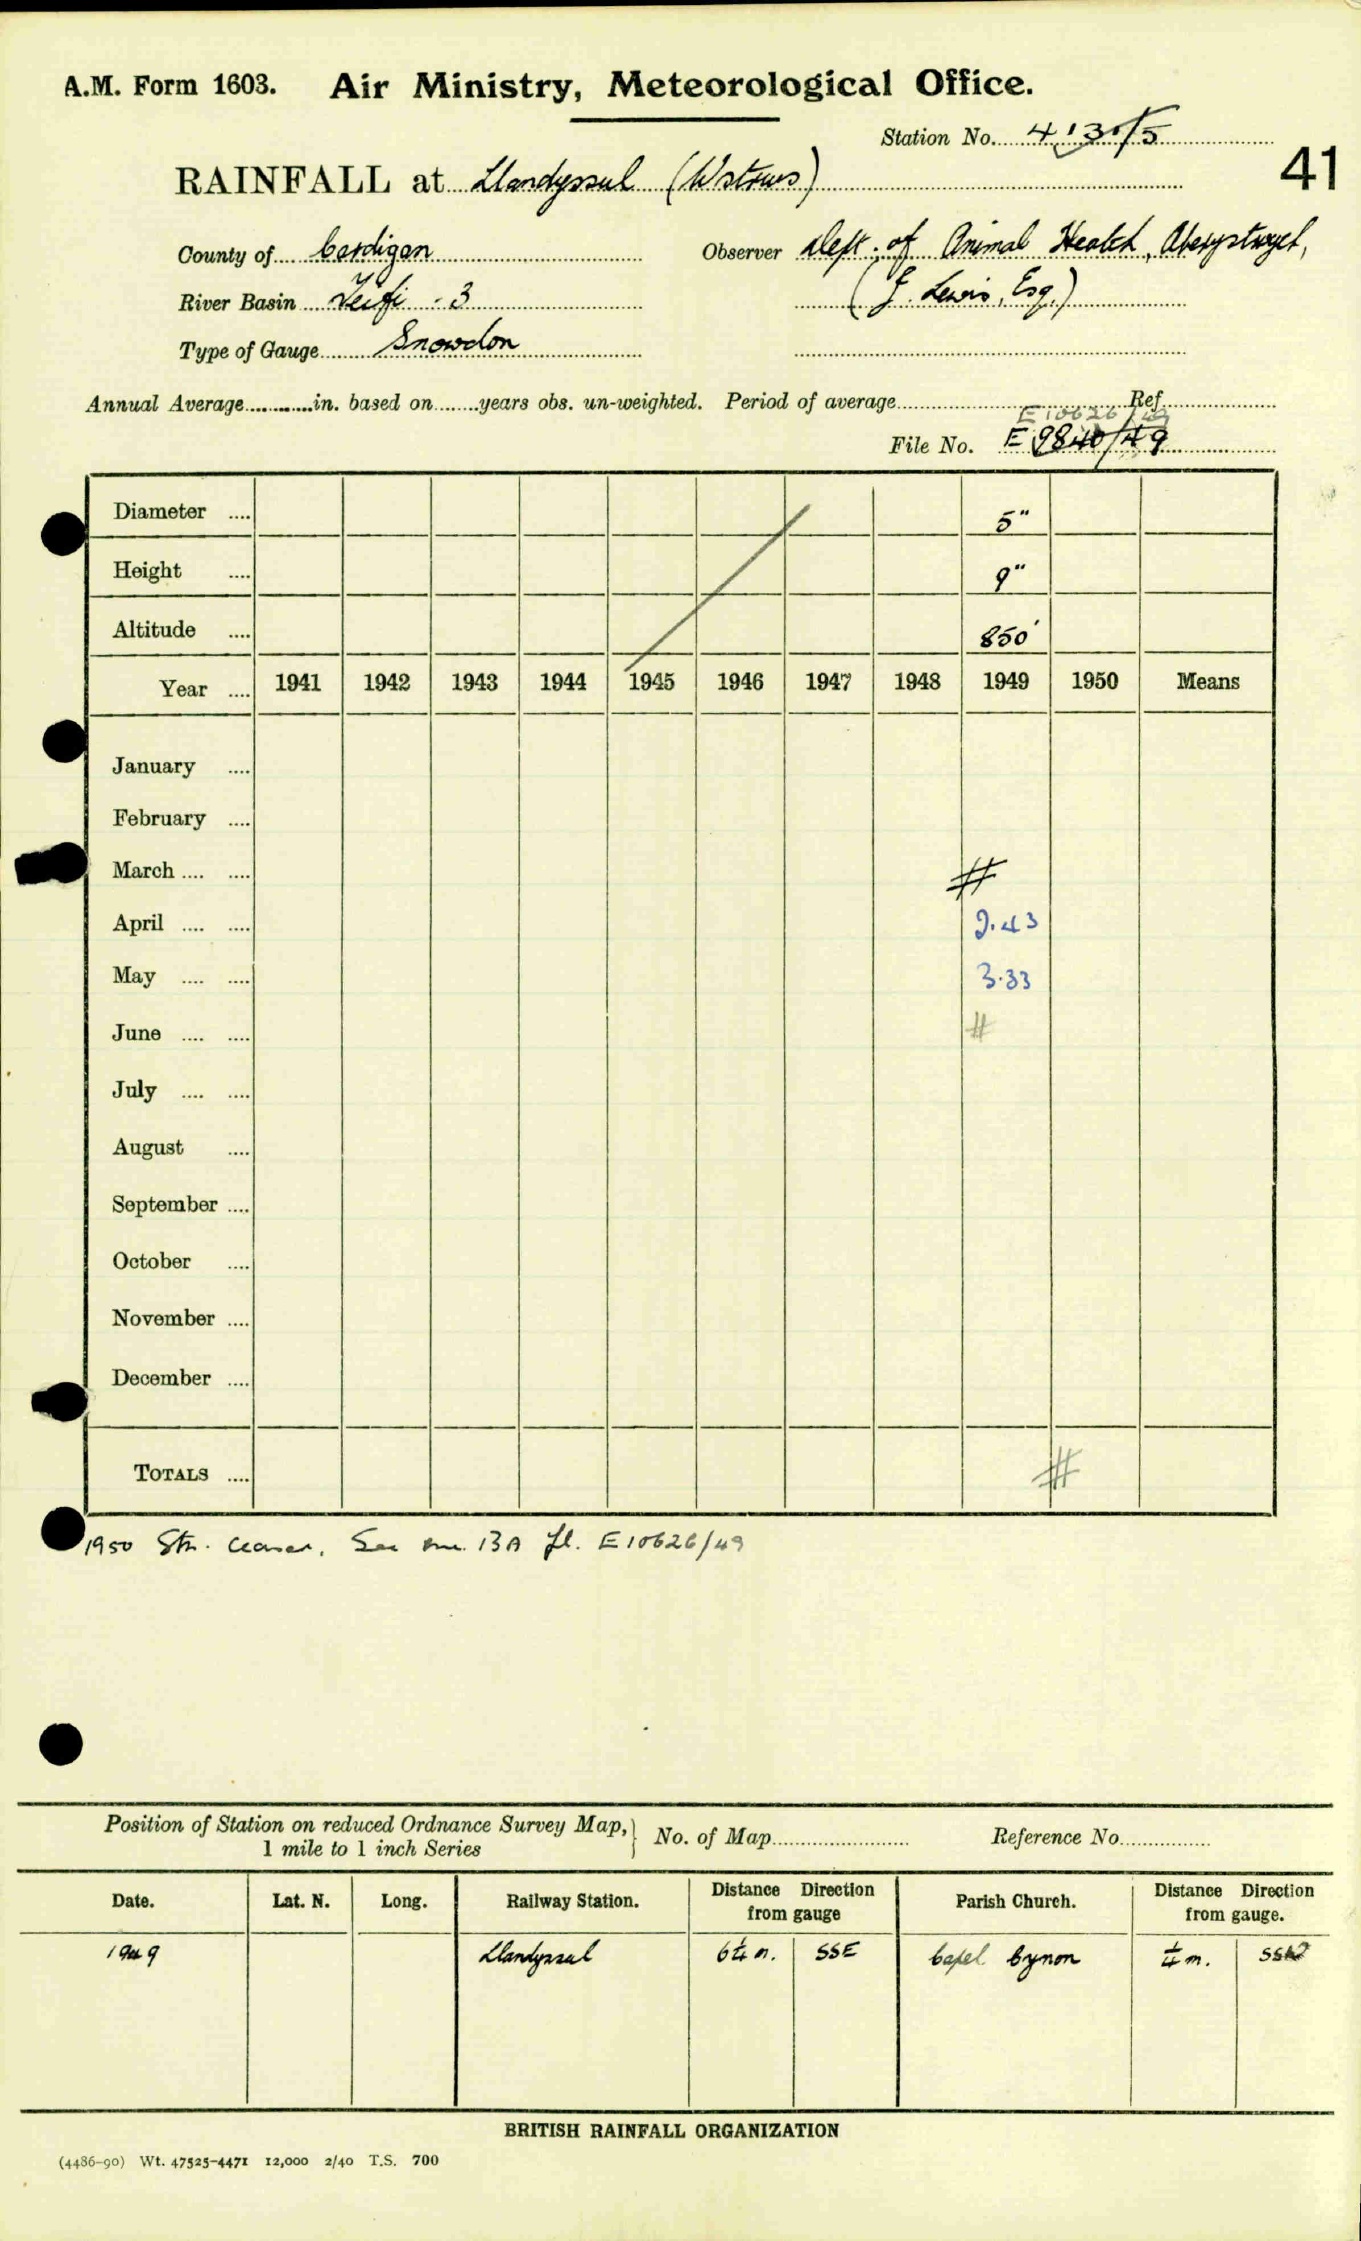 A.M. Form 1603. Air Ministry, Meteorological Office.
Station No. 413/5
41
RAINFALL at Llandyssul
County of Cardigan
Observer Dept. of Animal Health, Aberystwyth,
River Basin Teifi - 3
(J. Lewis, Esq.)
Type of Gauge Snowdon
Annual Average............in. based on........years obs. un-weighted. Period of average........ Ref.
E10626/49
File No. E 9840/49
Diameter .... 5"
Height .... 9"
Altitude .... 850'
Year .... 1941 1942 1943 1944 1945 1946 1947 1948 1949 1950 Means
January ....
February ....
March .... .... #
April .... .... 2.43
May .... .... 3.33
June .... .... #
July .... ....
August ....
September ....
October ....
November ....
December ....
TOTALS .... #
1950 Stn. ceased. See 13A fl. E10626/49
Position of Station on reduced Ordnance Survey Map,} No. of Map........ Reference No........
1 mile to 1 inch Series
Date. Lat. N. Long. Railway Station. Distance Direction from gauge Parish Church. Distance Direction from gauge.
1949 Llandyssul 6¼ m. SSE Capel Cynon ¼ m. SSW
BRITISH RAINFALL ORGANIZATION
(4486-90) Wt. 47525-4471 12,000 2/40 T.S. 700